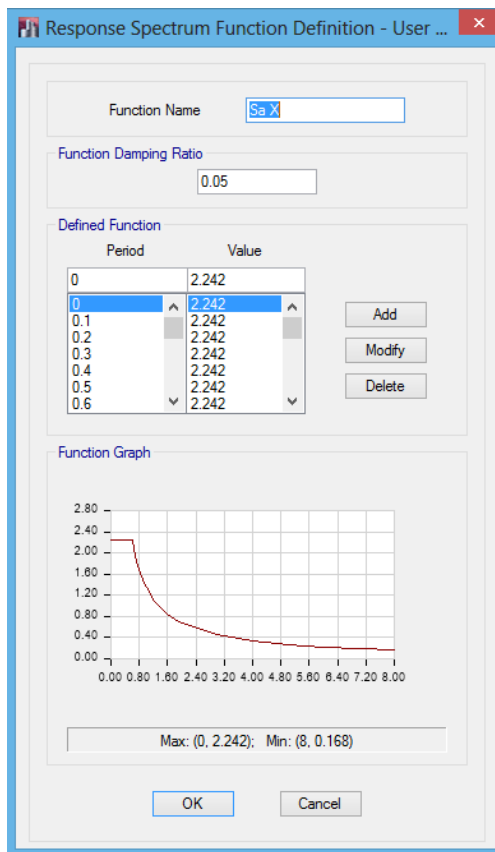 Response Spectrum Function Definition - User ...
Function Name
Sa X
Function Damping Ratio
0.05
Defined Function
Period Value
0 2.242
0 2.242
0.1 2.242
0.2 2.242
0.3 2.242
0.4 2.242
0.5 2.242
0.6 2.242
Add
Modify
Delete
Function Graph
2.80
2.40
2.00
1.60
1.20
0.80
0.40
0.00
0.00 0.80 1.60 2.40 3.20 4.00 4.80 5.60 6.40 7.20 8.00
Max: (0, 2.242); Min: (8, 0.168)
OK Cancel